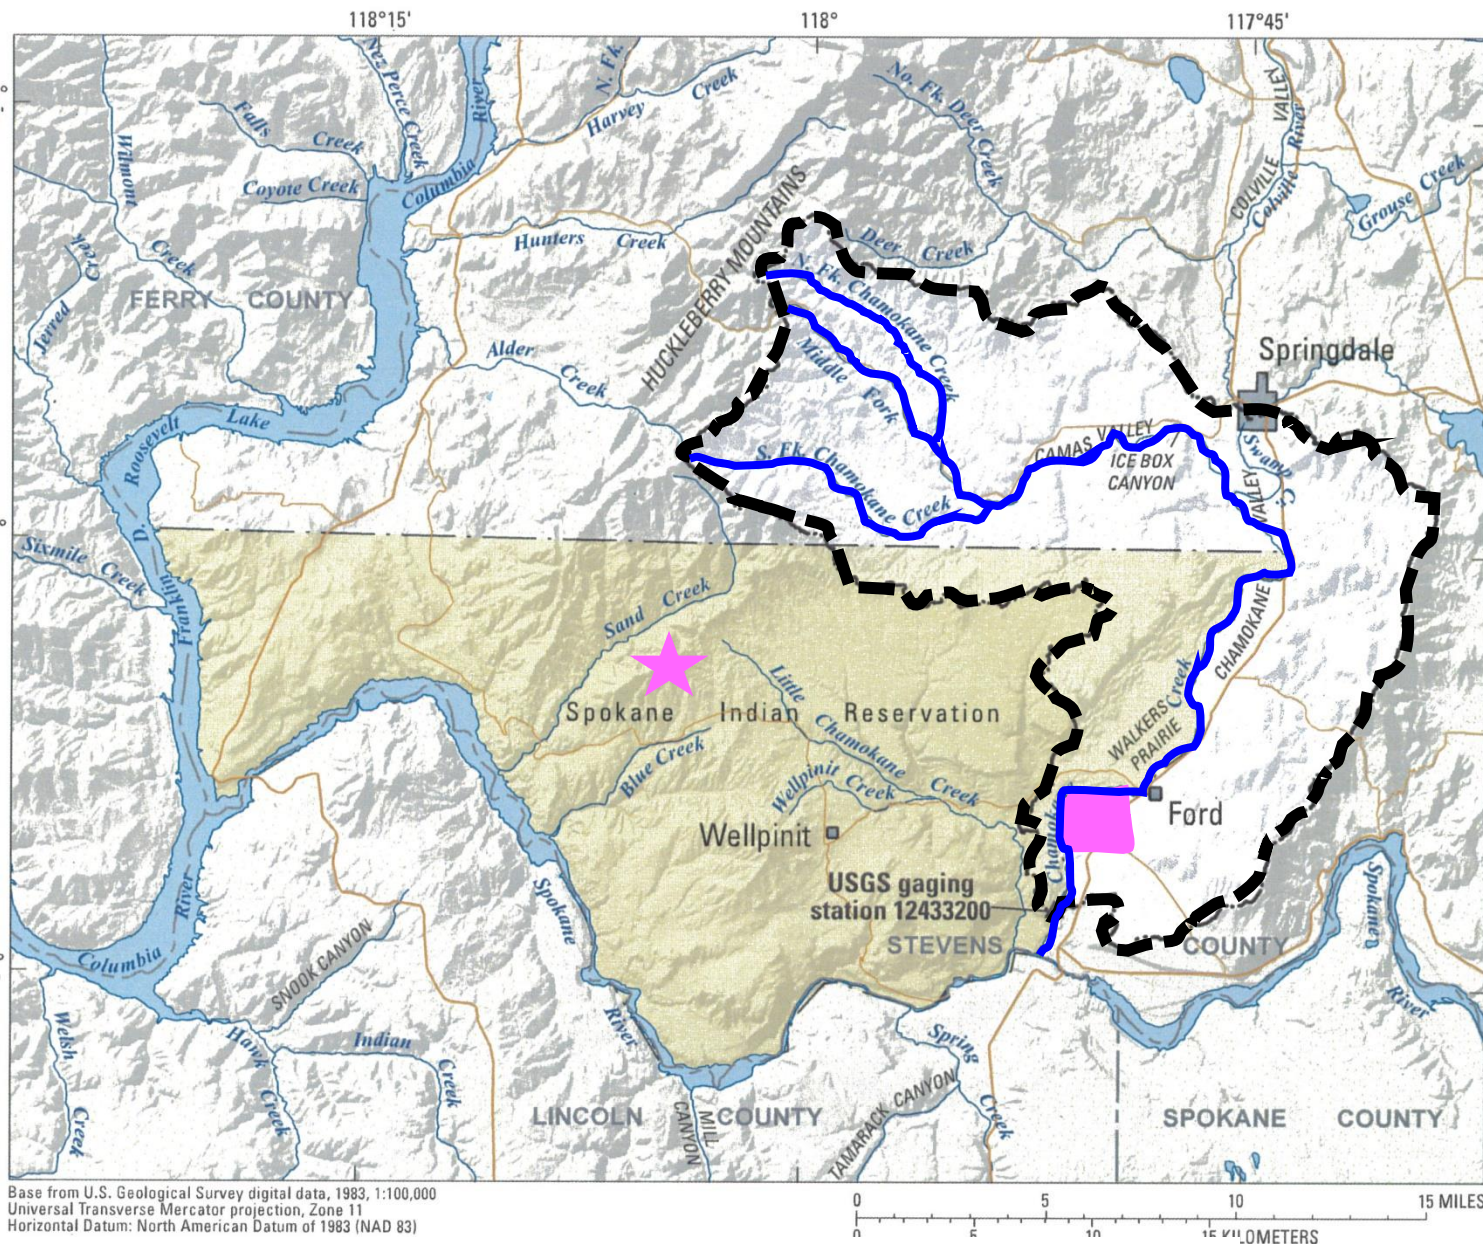 118°15'
118°
117°45'
Nez Perce Creek
River
N. Fk.
Harvey
Creek
No. Fk. Deer Creek
VALLEY
River
Falls
Creek
Wilmont
Creek
Coyote Creek
Columbia
COLVILLE
Colville
Grouse Creek
Hunters Creek
Deer Creek
HUCKLEBERRY MOUNTAINS
N. Fk. Chamokane Creek
Creek
Jerred
FERRY COUNTY
Alder
Creek
Middle
Fork
Springdale
Lake
Roosevelt
D.
Franklin
CAMAS VALLEY
ICE BOX
CANYON
Swamp C.
VALLEY
S. Fk. Chamokane Creek
Sixmile Creek
Sand Creek
CHAMOKANE
Creek
Little Chamokane Creek
Spokane Indian Reservation
WALKERS
PRAIRIE
Blue Creek
Wellpinit Creek
Wellpinit
Ford
USGS gaging
station 12433200
STEVENS COUNTY
Spokane
River
Spokane
River
Columbia
River
SNOOK CANYON
Hawk
Creek
Indian
Creek
Welsh
Creek
Spring
Creek
TAMARACK CANYON
MILL
CANYON
LINCOLN COUNTY
SPOKANE COUNTY
Base from U.S. Geological Survey digital data, 1983, 1:100,000
Universal Transverse Mercator projection, Zone 11
Horizontal Datum: North American Datum of 1983 (NAD 83)
0 5 10 15 MILES
0 5 10 15 KILOMETERS